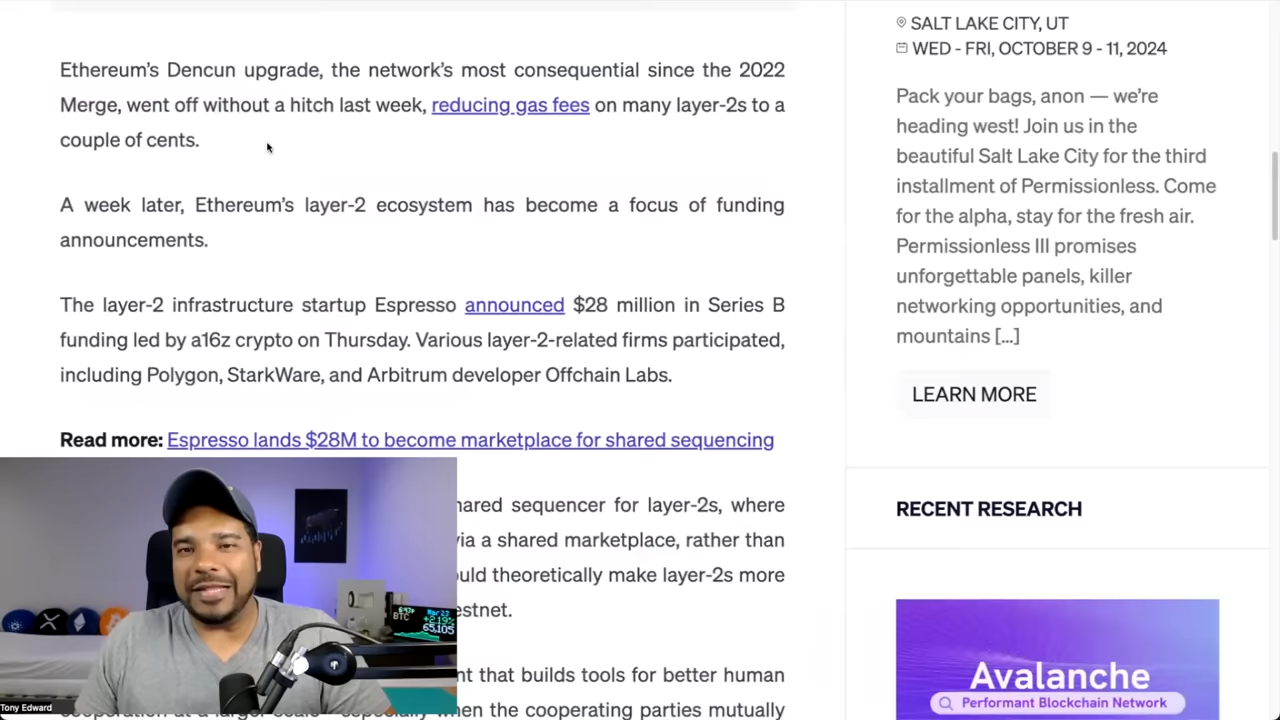 Ethereum's Dencun upgrade, the network's most consequential since the 2022
Merge, went off without a hitch last week, reducing gas fees on many layer-2s to a
couple of cents.
A week later, Ethereum's layer-2 ecosystem has become a focus of funding
announcements.
The layer-2 infrastructure startup Espresso announced $28 million in Series B
funding led by a16z crypto on Thursday. Various layer-2-related firms participated,
including Polygon, StarkWare, and Arbitrum developer Offchain Labs.
Read more: Espresso lands $28M to become marketplace for shared sequencing
hared sequencer for layer-2s, where
via a shared marketplace, rather than
ould theoretically make layer-2s more
estnet.
nt that builds tools for better human
when the cooperating parties mutually
BTC
+219%
65,105
Tony Edward
SALT LAKE CITY, UT
WED - FRI, OCTOBER 9 - 11, 2024
Pack your bags, anon — we're
heading west! Join us in the
beautiful Salt Lake City for the third
installment of Permissionless. Come
for the alpha, stay for the fresh air.
Permissionless III promises
unforgettable panels, killer
networking opportunities, and
mountains [...]
LEARN MORE
RECENT RESEARCH
Avalanche
Performant Blockchain Network